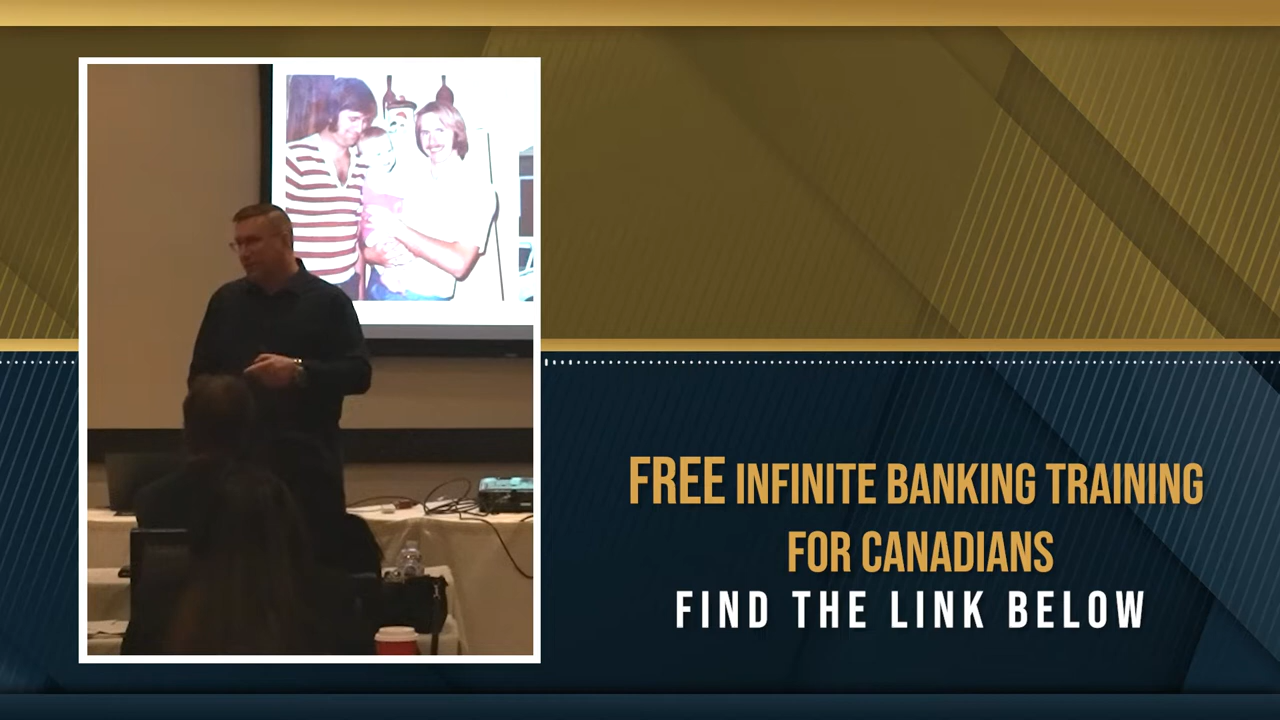 FREE INFINITE BANKING TRAINING
FOR CANADIANS
FIND THE LINK BELOW